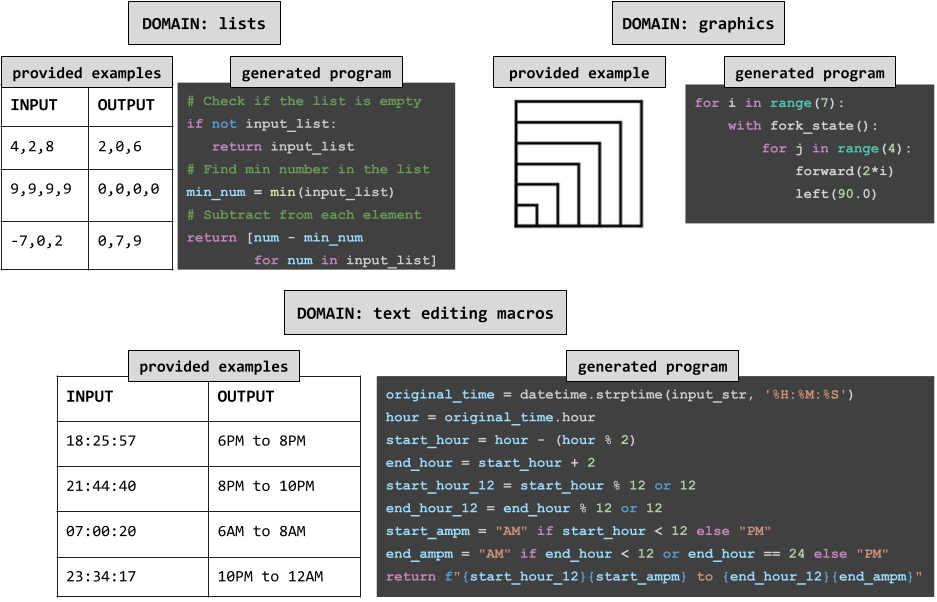 DOMAIN: lists
provided examples
INPUT OUTPUT
4,2,8 2,0,6
9,9,9,9 0,0,0,0
-7,0,2 0,7,9
generated program
# Check if the list is empty
if not input_list:
return input_list
# Find min number in the list
min_num = min(input_list)
# Subtract from each element
return [num - min_num
for num in input_list]
DOMAIN: graphics
provided example
generated program
for i in range(7):
with fork_state():
for j in range(4):
forward(2*i)
left(90.0)
DOMAIN: text editing macros
provided examples
INPUT OUTPUT
18:25:57 6PM to 8PM
21:44:40 8PM to 10PM
07:00:20 6AM to 8AM
23:34:17 10PM to 12AM
generated program
original_time = datetime.strptime(input_str, '%H:%M:%S')
hour = original_time.hour
start_hour = hour - (hour % 2)
end_hour = start_hour + 2
start_hour_12 = start_hour % 12 or 12
end_hour_12 = end_hour % 12 or 12
start_ampm = "AM" if start_hour < 12 else "PM"
end_ampm = "AM" if end_hour < 12 or end_hour == 24 else "PM"
return f"{start_hour_12}{start_ampm} to {end_hour_12}{end_ampm}"